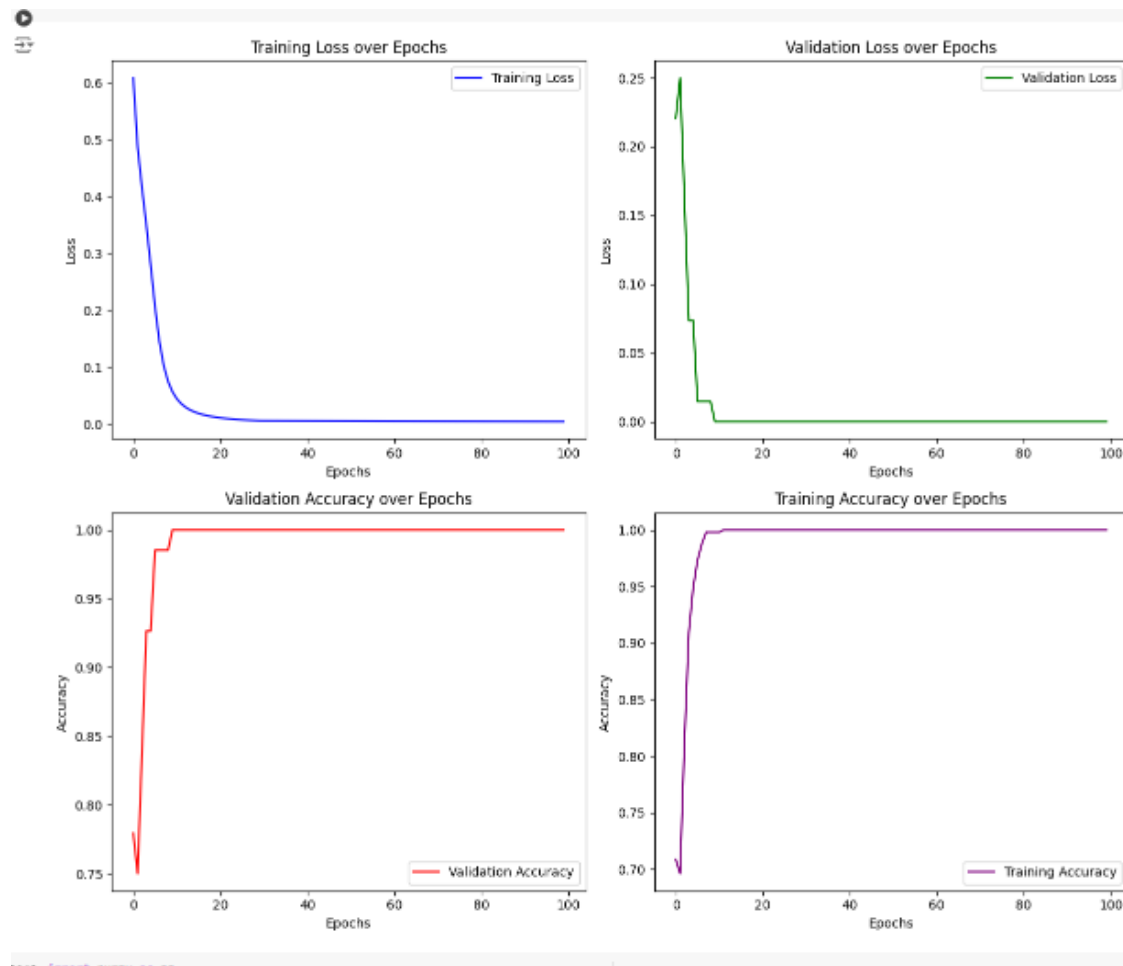 Training Loss over Epochs
Training Loss
0.6
0.5
0.4
0.3
0.2
0.1
0.0
Loss
0 20 40 60 80 100
Epochs
Validation Loss over Epochs
Validation Loss
0.25
0.20
0.15
0.10
0.05
0.00
Loss
0 20 40 60 80 100
Epochs
Validation Accuracy over Epochs
1.00
0.95
0.90
0.85
0.80
0.75
Accuracy
Validation Accuracy
0 20 40 60 80 100
Epochs
Training Accuracy over Epochs
1.00
0.95
0.90
0.85
0.80
0.75
0.70
Accuracy
Training Accuracy
0 20 40 60 80 100
Epochs